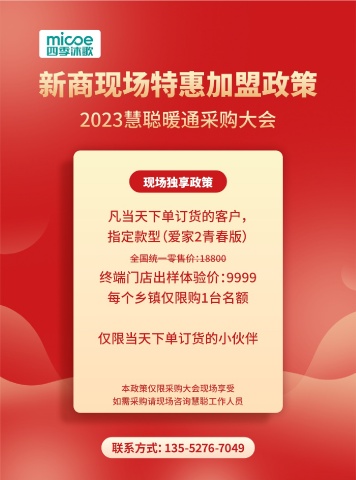 micoe
四季沐歌
新商现场特惠加盟政策
2023慧聪暖通采购大会
现场独享政策
凡当天下单订货的客户，
指定款型（爱家2青春版）
全国统一零售价：18800
终端门店出样体验价：9999
每个乡镇仅限购1台名额
仅限当天下单订货的小伙伴
本政策仅限采购大会现场享受
如需采购请现场咨询慧聪工作人员
联系方式：135-5276-7049